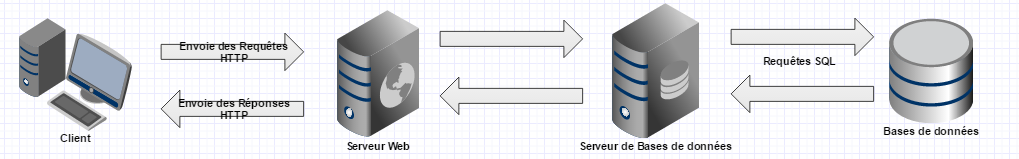 Envoie des Requêtes
HTTP
Envoie des Réponses
HTTP
Client
Serveur Web
Serveur de Bases de données
Requêtes SQL
Bases de données